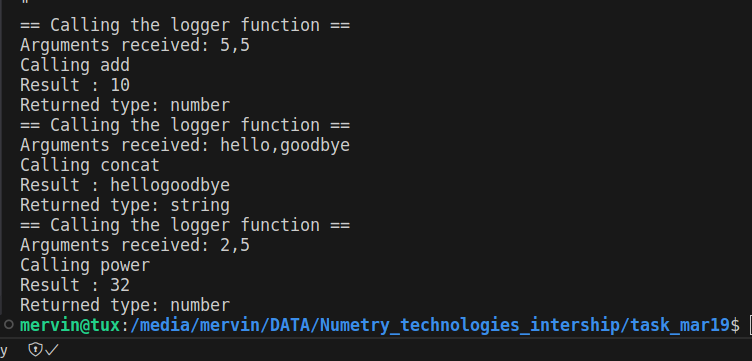 == Calling the logger function ==
Arguments received: 5,5
Calling add
Result : 10
Returned type: number
== Calling the logger function ==
Arguments received: hello,goodbye
Calling concat
Result : hellogoodbye
Returned type: string
== Calling the logger function ==
Arguments received: 2,5
Calling power
Result : 32
Returned type: number
mervin@tux:/media/mervin/DATA/Numetry_technologies_intership/task_mar19$
y